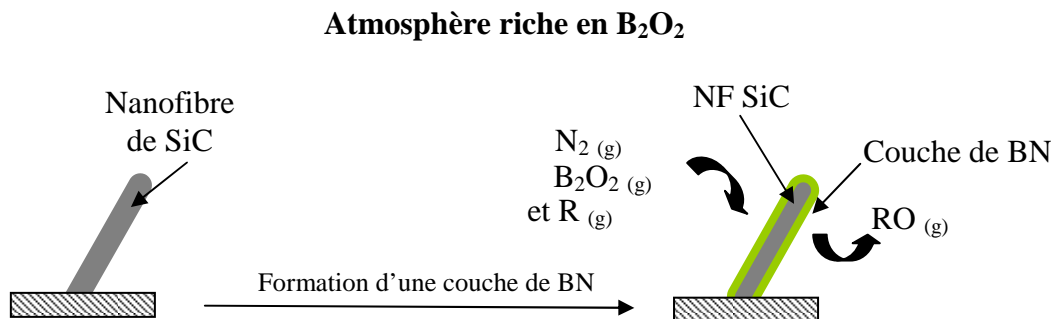 Atmosphère riche en B₂O₂
Nanofibre
de SiC
NF SiC
N₂ (g)
B₂O₂ (g)
et R (g)
Couche de BN
RO (g)
Formation d’une couche de BN